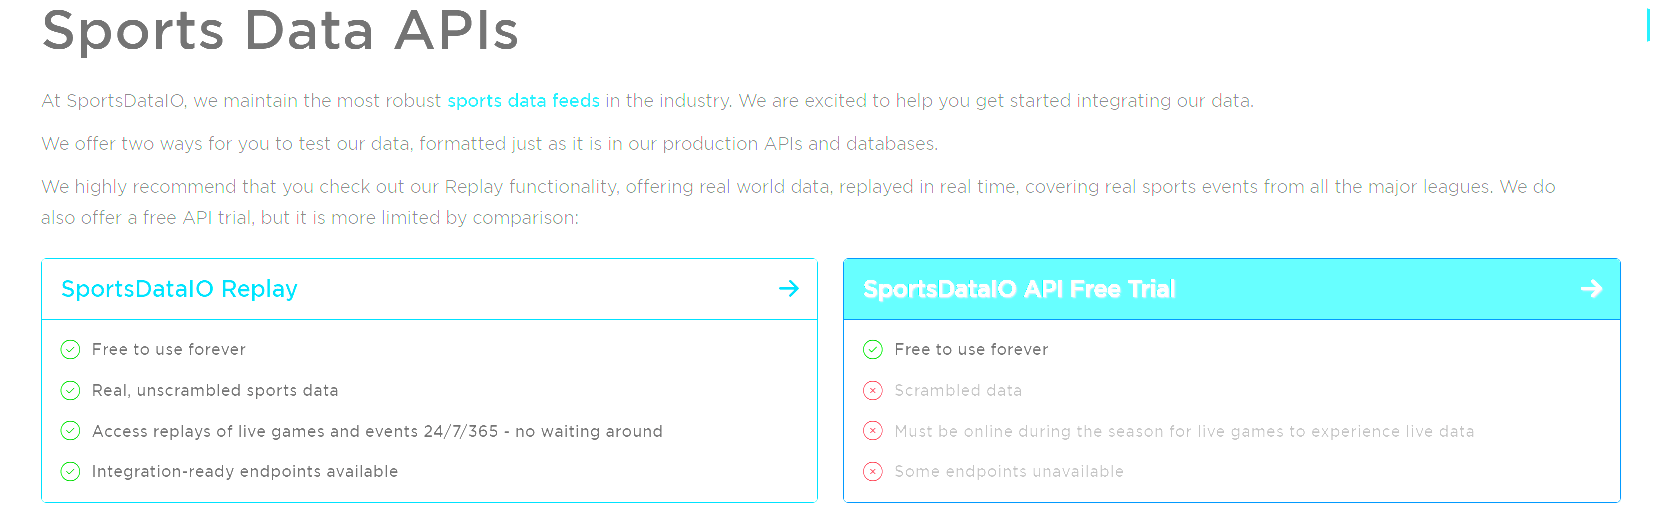 Sports Data APIs
At SportsDataIO, we maintain the most robust sports data feeds in the industry. We are excited to help you get started integrating our data.
We offer two ways for you to test our data, formatted just as it is in our production APIs and databases.
We highly recommend that you check out our Replay functionality, offering real world data, replayed in real time, covering real sports events from all the major leagues. We do
also offer a free API trial, but it is more limited by comparison:
SportsDataIO Replay
Free to use forever
Real, unscrambled sports data
Access replays of live games and events 24/7/365 - no waiting around
Integration-ready endpoints available
SportsDataIO API Free Trial
Free to use forever
Scrambled data
Must be online during the season for live games to experience live data
Some endpoints unavailable